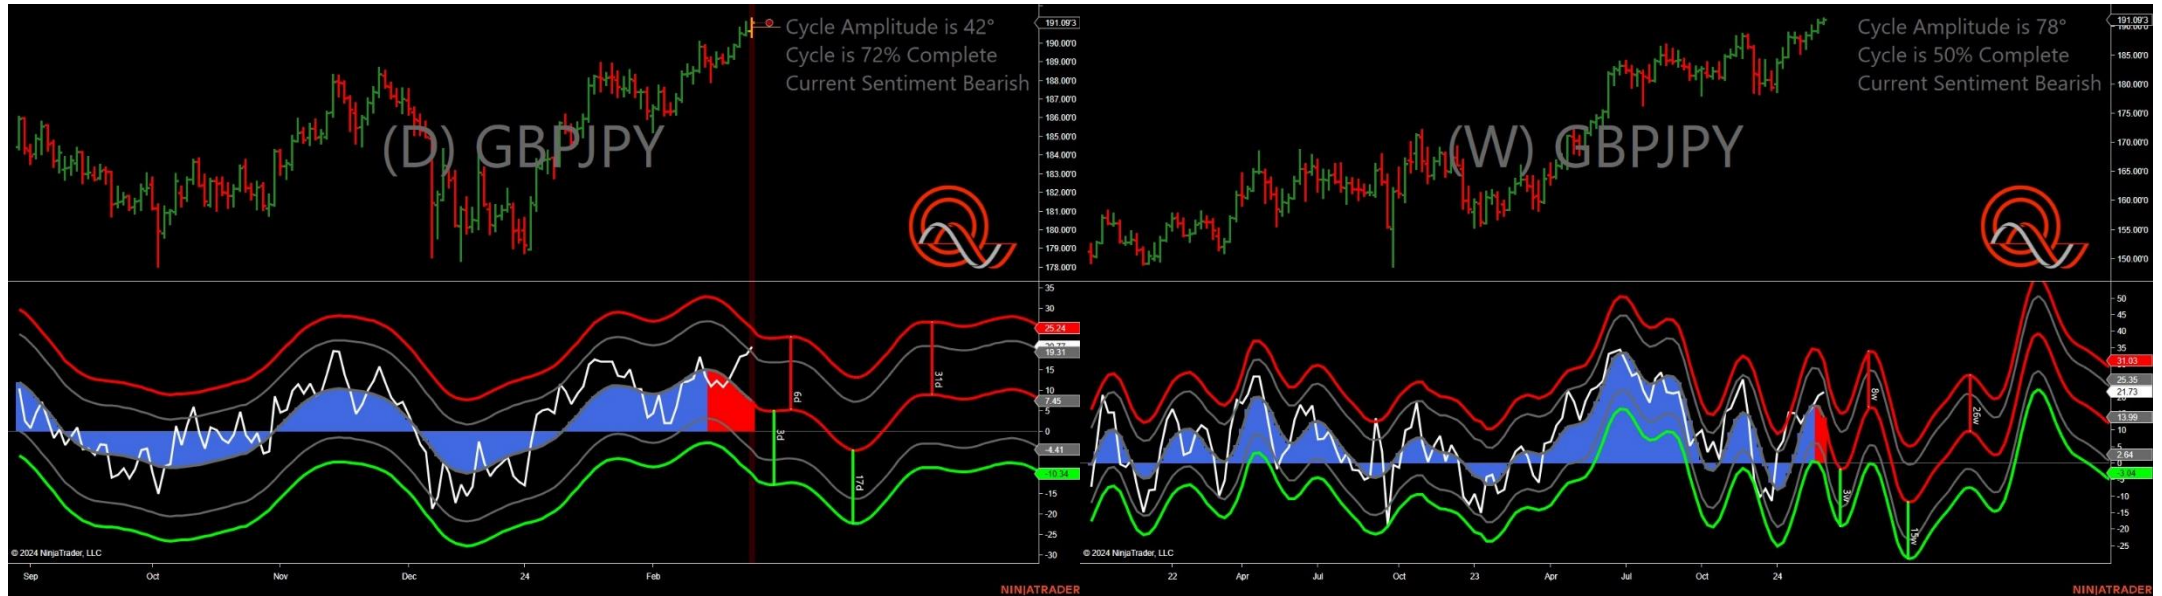 191.09'3
Cycle Amplitude is 42°
Cycle is 72% Complete
Current Sentiment Bearish
(D) GBPJPY
190.00'0
189.00'0
188.00'0
187.00'0
186.00'0
185.00'0
184.00'0
183.00'0
182.00'0
181.00'0
180.00'0
179.00'0
178.00'0
35
30
25.24
19.31
15
10
7.45
5
0
-4.41
-10.34
-15
-20
-25
-30
6d
31d
3d
17d
© 2024 NinjaTrader, LLC
Sep Oct Nov Dec 24 Feb
NINJATRADER
191.09'3
Cycle Amplitude is 78°
Cycle is 50% Complete
Current Sentiment Bearish
(W) GBPJPY
185.00'0
180.00'0
175.00'0
170.00'0
165.00'0
160.00'0
155.00'0
150.00'0
50
45
40
35
31.03
25.35
21.73
13.99
10
5
2.64
-3.04
-10
-15
-20
-25
8w
26w
3w
15w
© 2024 NinjaTrader, LLC
22 Apr Jul Oct 23 Apr Jul Oct 24
NINJATRADER